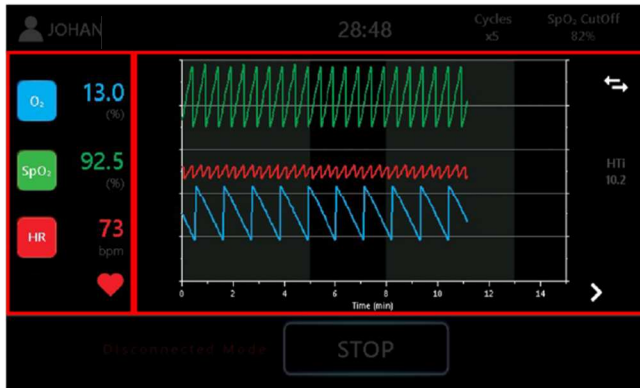 JOHAN
28:48
Cycles
x5
SpO₂ CutOff
82%
O₂
13.0
(%)
SpO₂
92.5
(%)
HR
73
bpm
HTi
10.2
0 2 4 6 8 10 12 14
Time (min)
Disconnected Mode
STOP